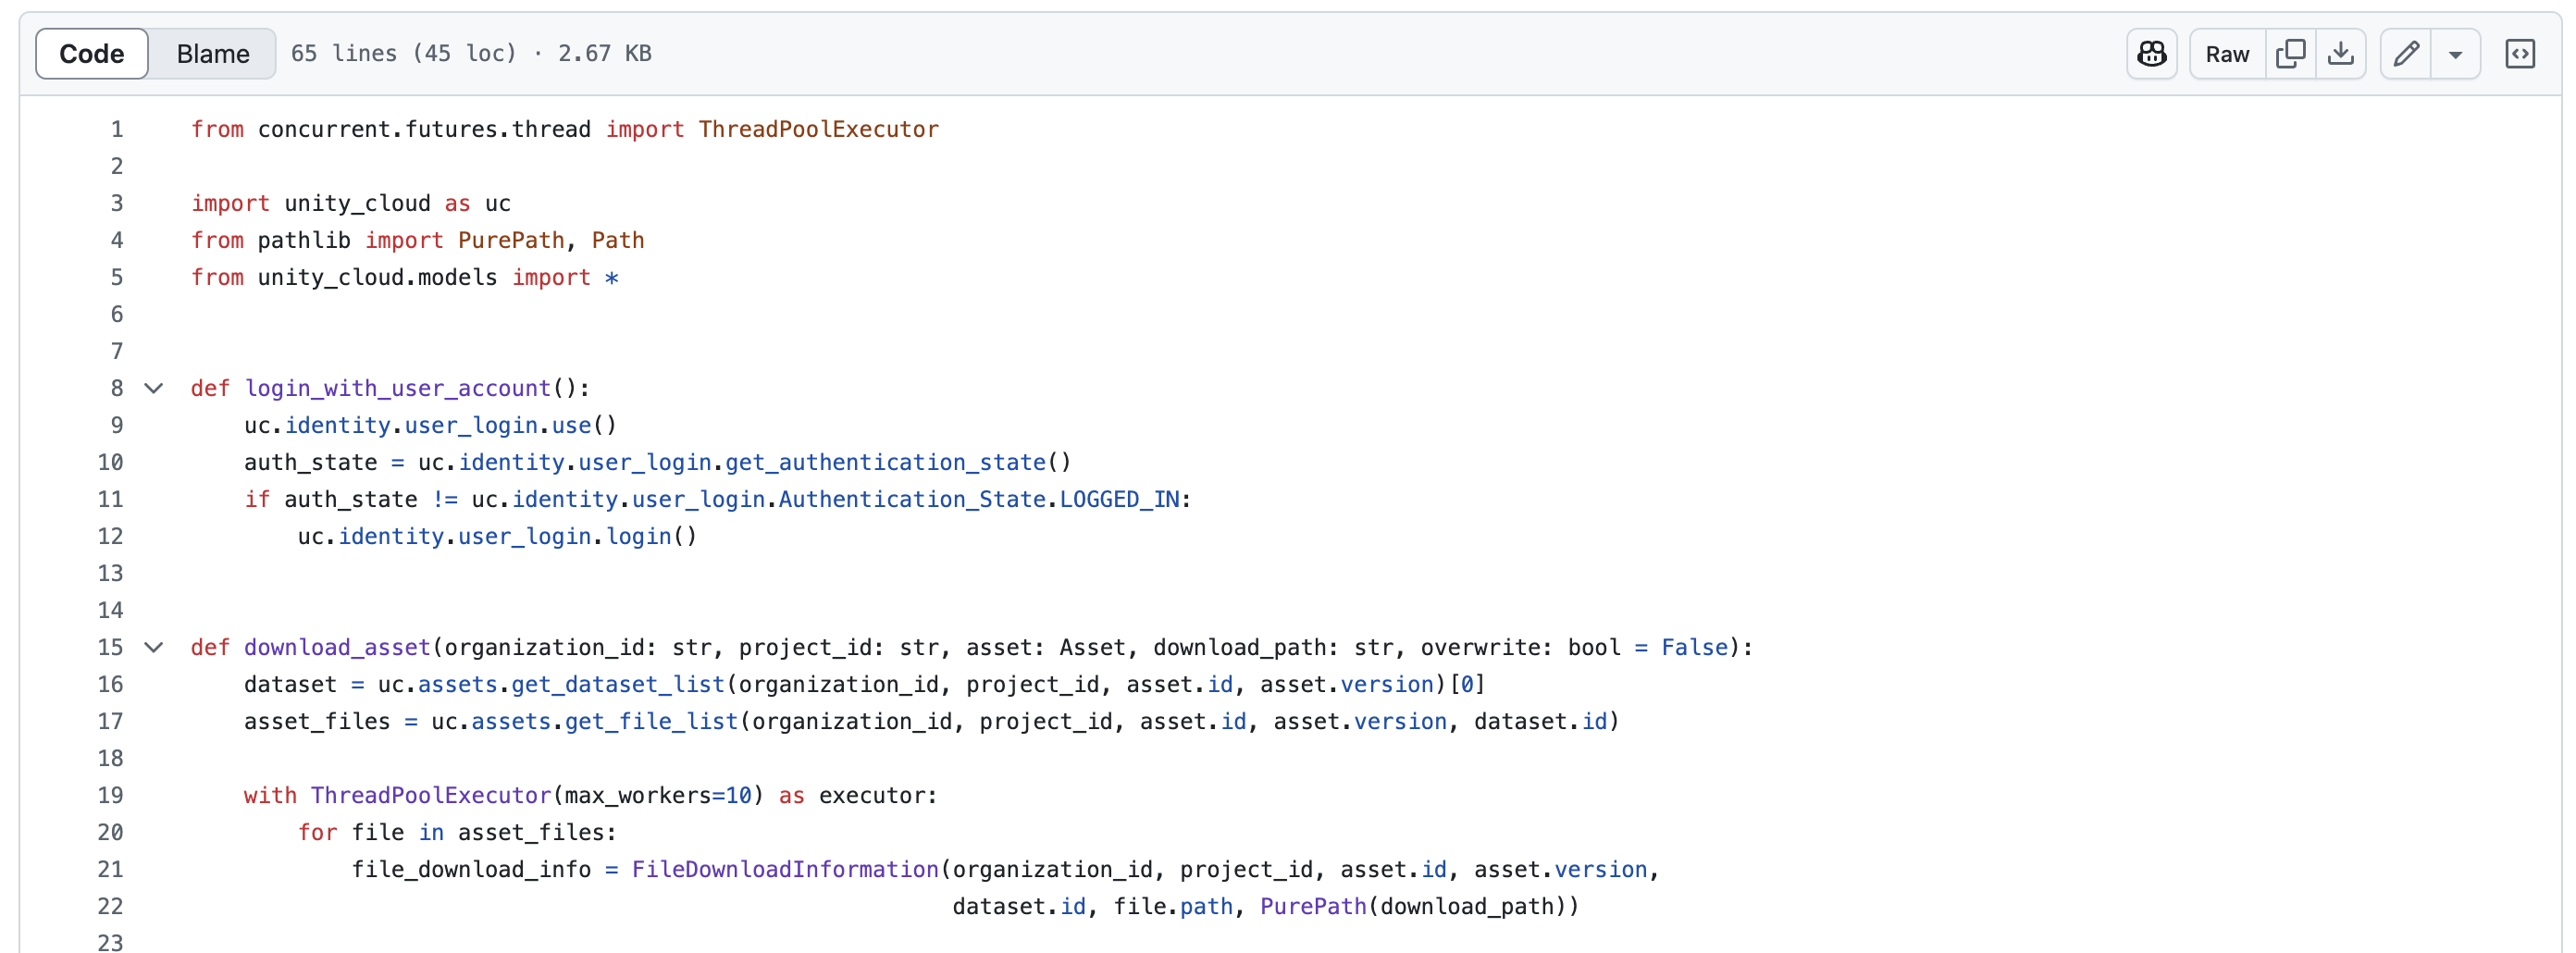 Code Blame 65 lines (45 loc) · 2.67 KB Raw
1 from concurrent.futures.thread import ThreadPoolExecutor
2
3 import unity_cloud as uc
4 from pathlib import PurePath, Path
5 from unity_cloud.models import *
6
7
8 def login_with_user_account():
9     uc.identity.user_login.use()
10     auth_state = uc.identity.user_login.get_authentication_state()
11     if auth_state != uc.identity.user_login.Authentication_State.LOGGED_IN:
12         uc.identity.user_login.login()
13
14
15 def download_asset(organization_id: str, project_id: str, asset: Asset, download_path: str, overwrite: bool = False):
16     dataset = uc.assets.get_dataset_list(organization_id, project_id, asset.id, asset.version)[0]
17     asset_files = uc.assets.get_file_list(organization_id, project_id, asset.id, asset.version, dataset.id)
18
19     with ThreadPoolExecutor(max_workers=10) as executor:
20         for file in asset_files:
21             file_download_info = FileDownloadInformation(organization_id, project_id, asset.id, asset.version,
22                                                          dataset.id, file.path, PurePath(download_path))
23